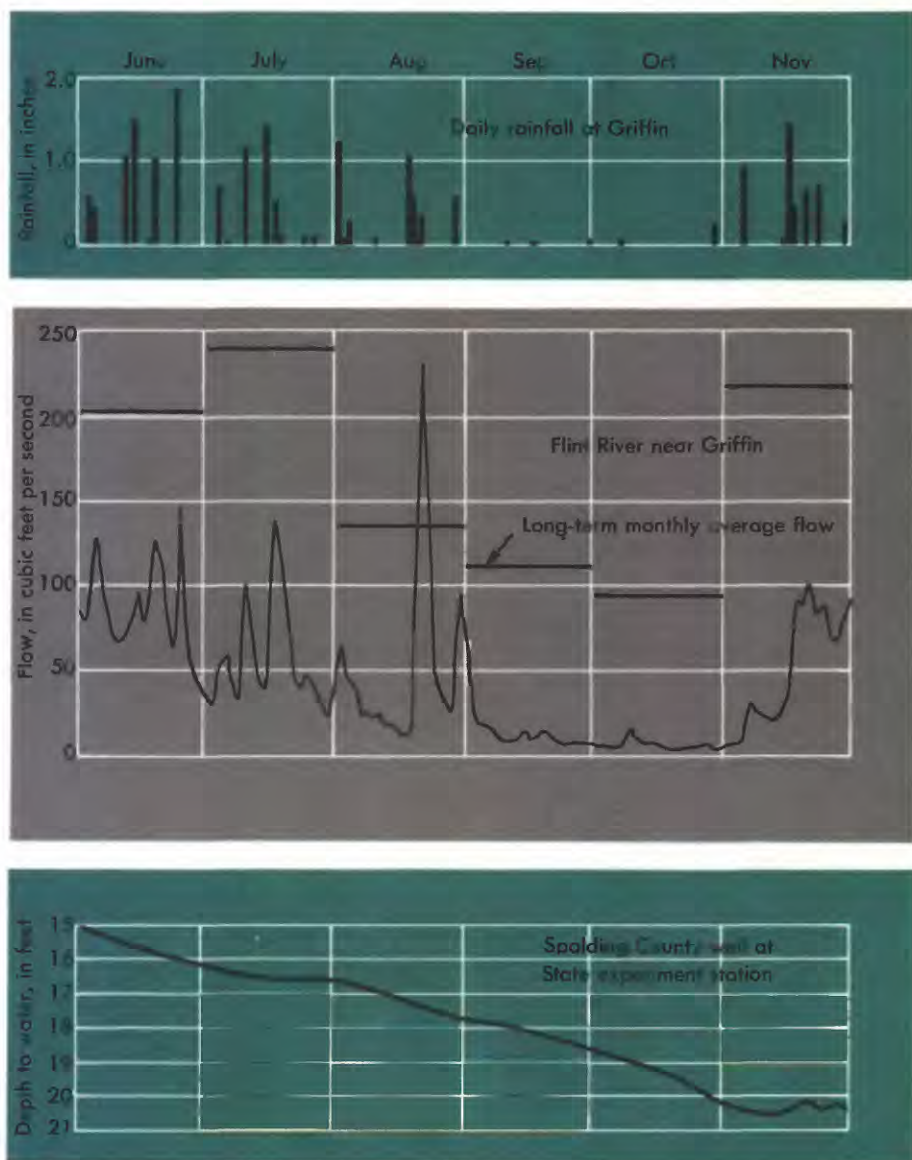 June July Aug Sep Oct Nov
Rainfall, in inches
2.0
1.0
0
Daily rainfall at Griffin
Flow, in cubic feet per second
250
200
150
100
50
0
Flint River near Griffin
Long-term monthly average flow
Depth to water, in feet
15
16
17
18
19
20
21
Spalding County well at
State experiment station